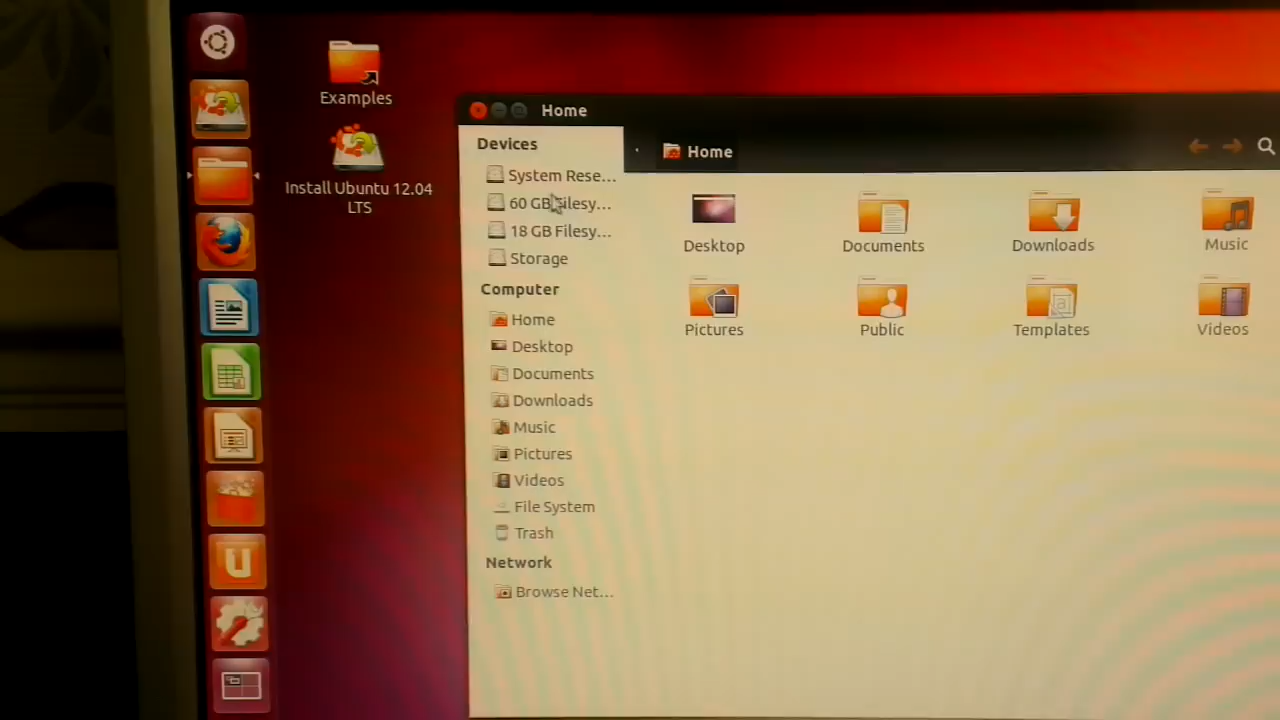 Examples
Install Ubuntu 12.04
LTS
Home
Devices
System Rese...
60 GB Filesy...
18 GB Filesy...
Storage
Computer
Home
Desktop
Documents
Downloads
Music
Pictures
Videos
File System
Trash
Network
Browse Net...
Home
Desktop
Documents
Downloads
Music
Pictures
Public
Templates
Videos